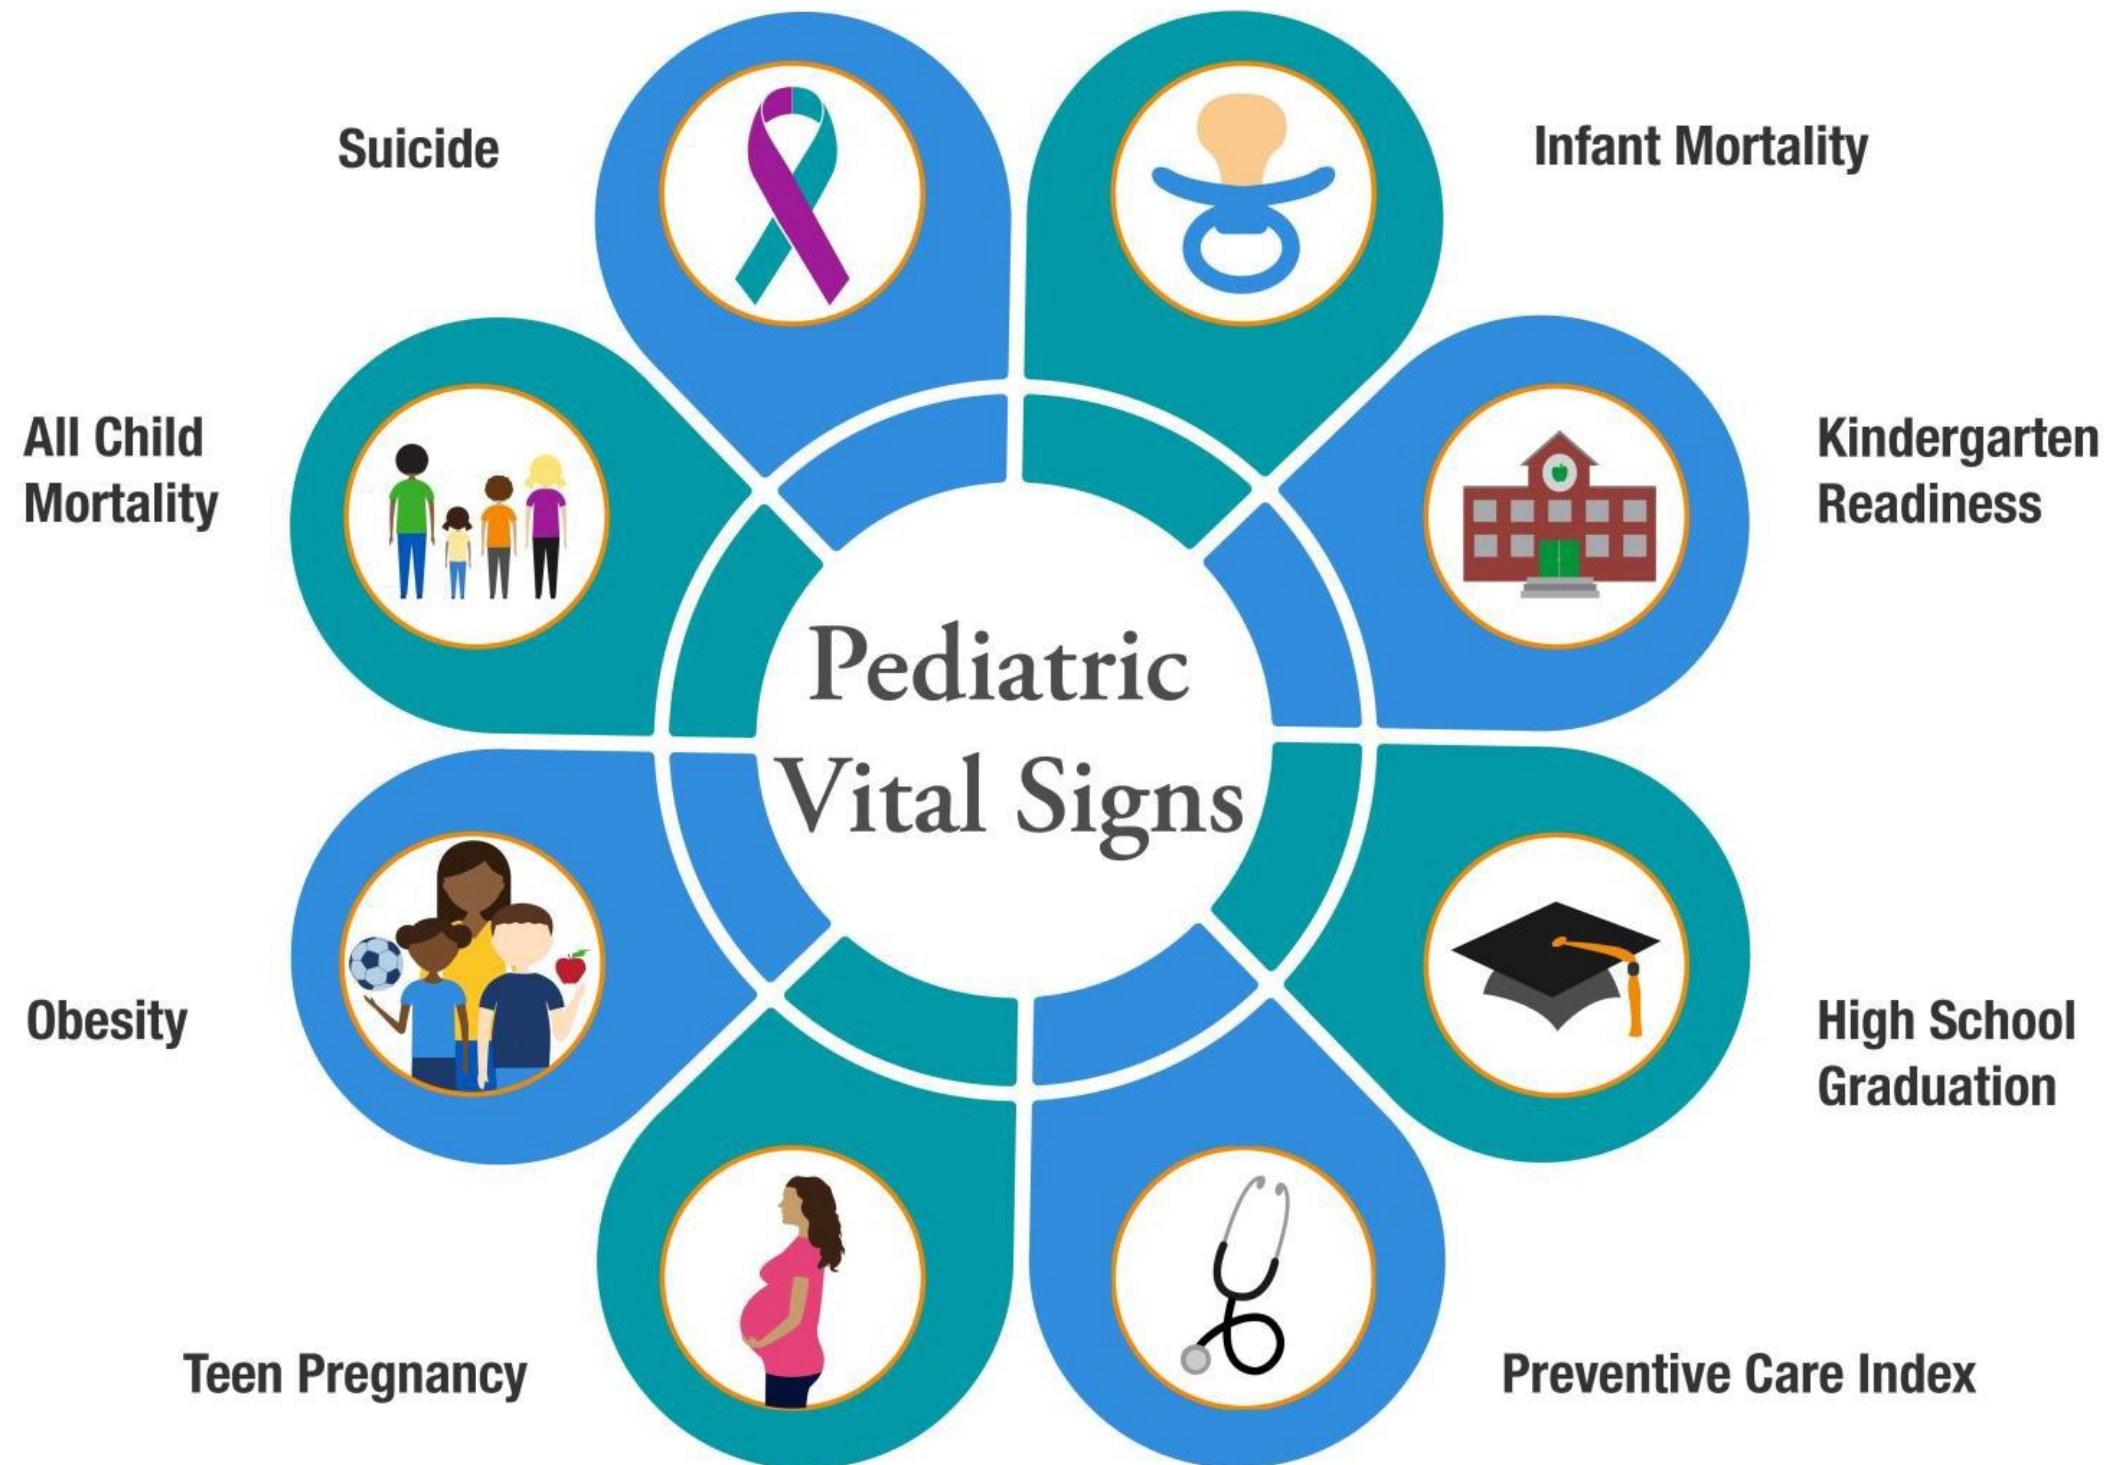 Suicide
Infant Mortality
All Child
Mortality
Kindergarten
Readiness
Pediatric
Vital Signs
Obesity
High School
Graduation
Teen Pregnancy
Preventive Care Index